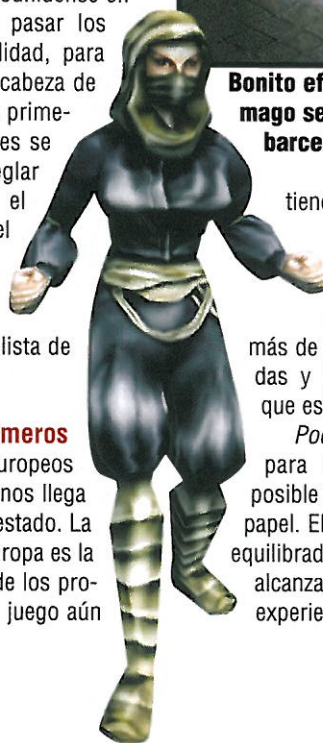 pasar los
lidad, para
cabeza de
prime-
es se
eglar
el
el
lista de
meros
uropeos
nos llega
estado. La
ropa es la
de los pro-
juego aún
Bonito ef
mago se
barce
tiene
más de
das y
que es
para
posible
papel. El
equilibrad
alcanza
experie